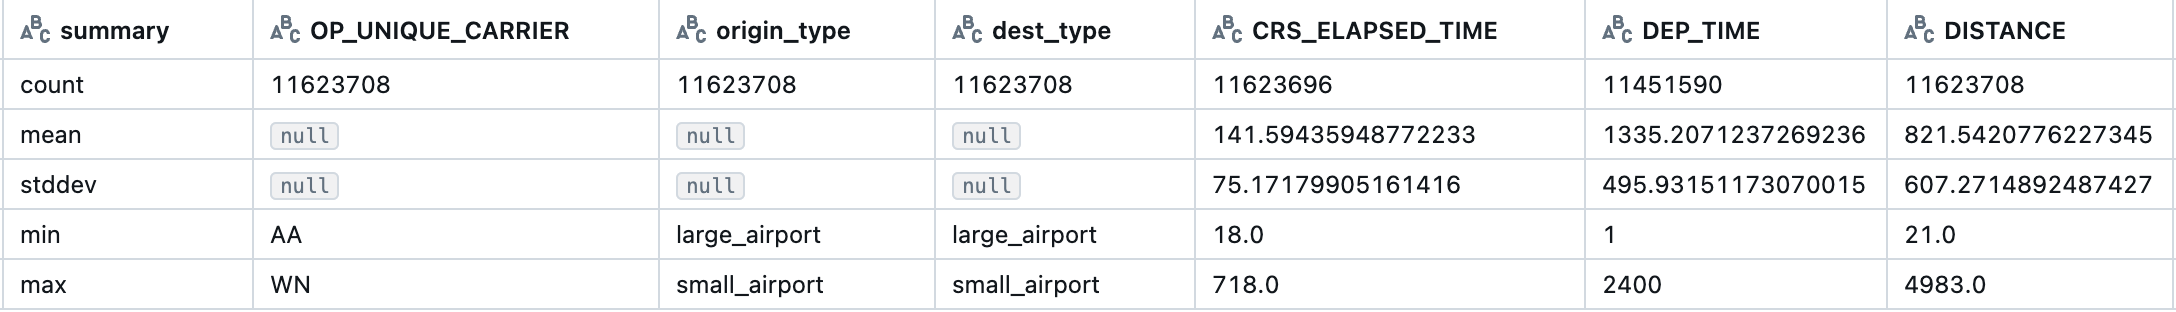 ABC summary ABC OP_UNIQUE_CARRIER ABC origin_type ABC dest_type ABC CRS_ELAPSED_TIME ABC DEP_TIME ABC DISTANCE
count 11623708 11623708 11623708 11623696 11451590 11623708
mean null null null 141.59435948772233 1335.2071237269236 821.5420776227345
stddev null null null 75.17179905161416 495.93151173070015 607.2714892487427
min AA large_airport large_airport 18.0 1 21.0
max WN small_airport small_airport 718.0 2400 4983.0